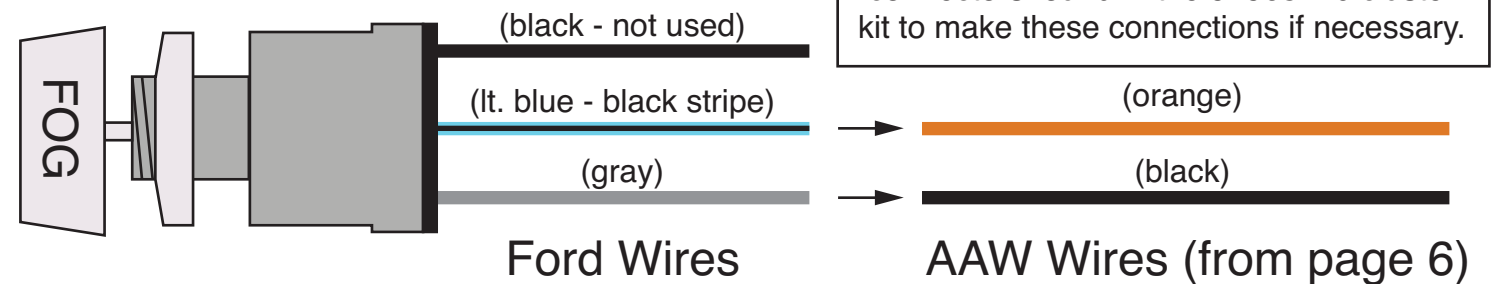 kit to make these connections if necessary.
(black - not used)
FOG
(lt. blue - black stripe)
(orange)
(gray)
(black)
Ford Wires
AAW Wires (from page 6)